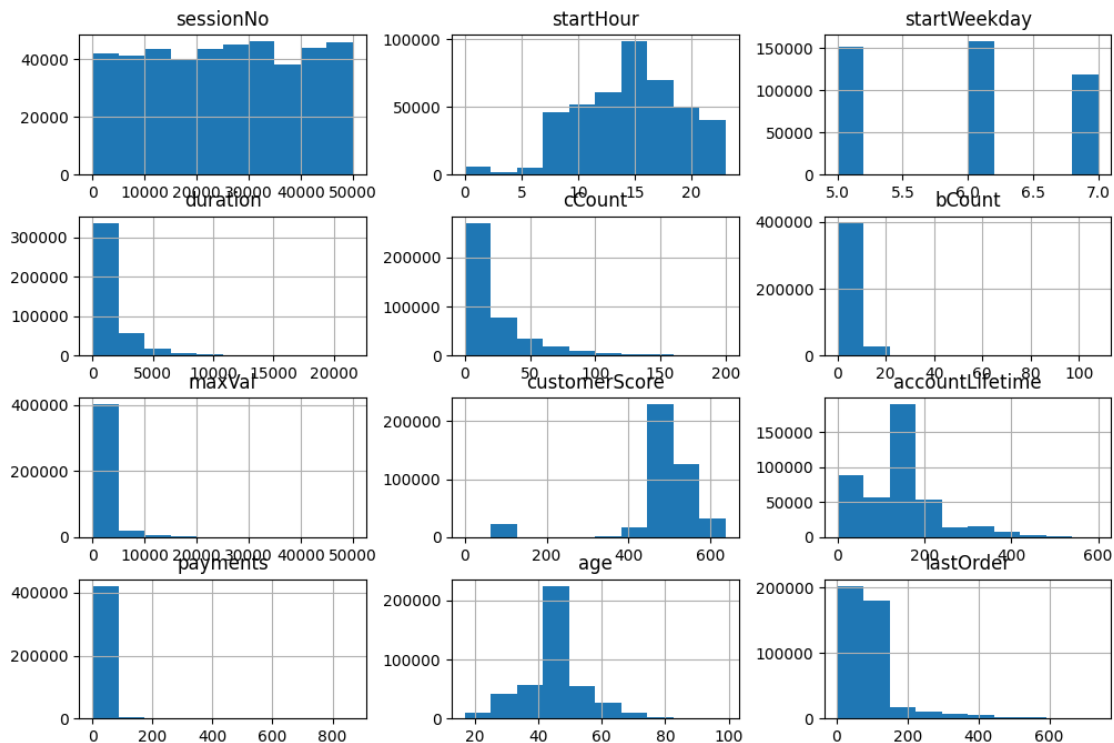 sessionNo
40000
20000
0
0 10000 20000 30000 40000 50000
startHour
100000
50000
0
0 5 10 15 20
startWeekday
150000
100000
50000
0
5.0 5.5 6.0 6.5 7.0
duration
300000
200000
100000
0
0 5000 10000 15000 20000
cCount
200000
100000
0
0 50 100 150 200
bCount
400000
200000
0
0 20 40 60 80 100
maxVal
400000
200000
0
0 10000 20000 30000 40000 50000
customerScore
200000
100000
0
0 200 400 600
accountLifetime
150000
100000
50000
0
0 200 400 600
payments
400000
200000
0
0 200 400 600 800
age
200000
100000
0
20 40 60 80 100
lastOrder
200000
100000
0
0 200 400 600